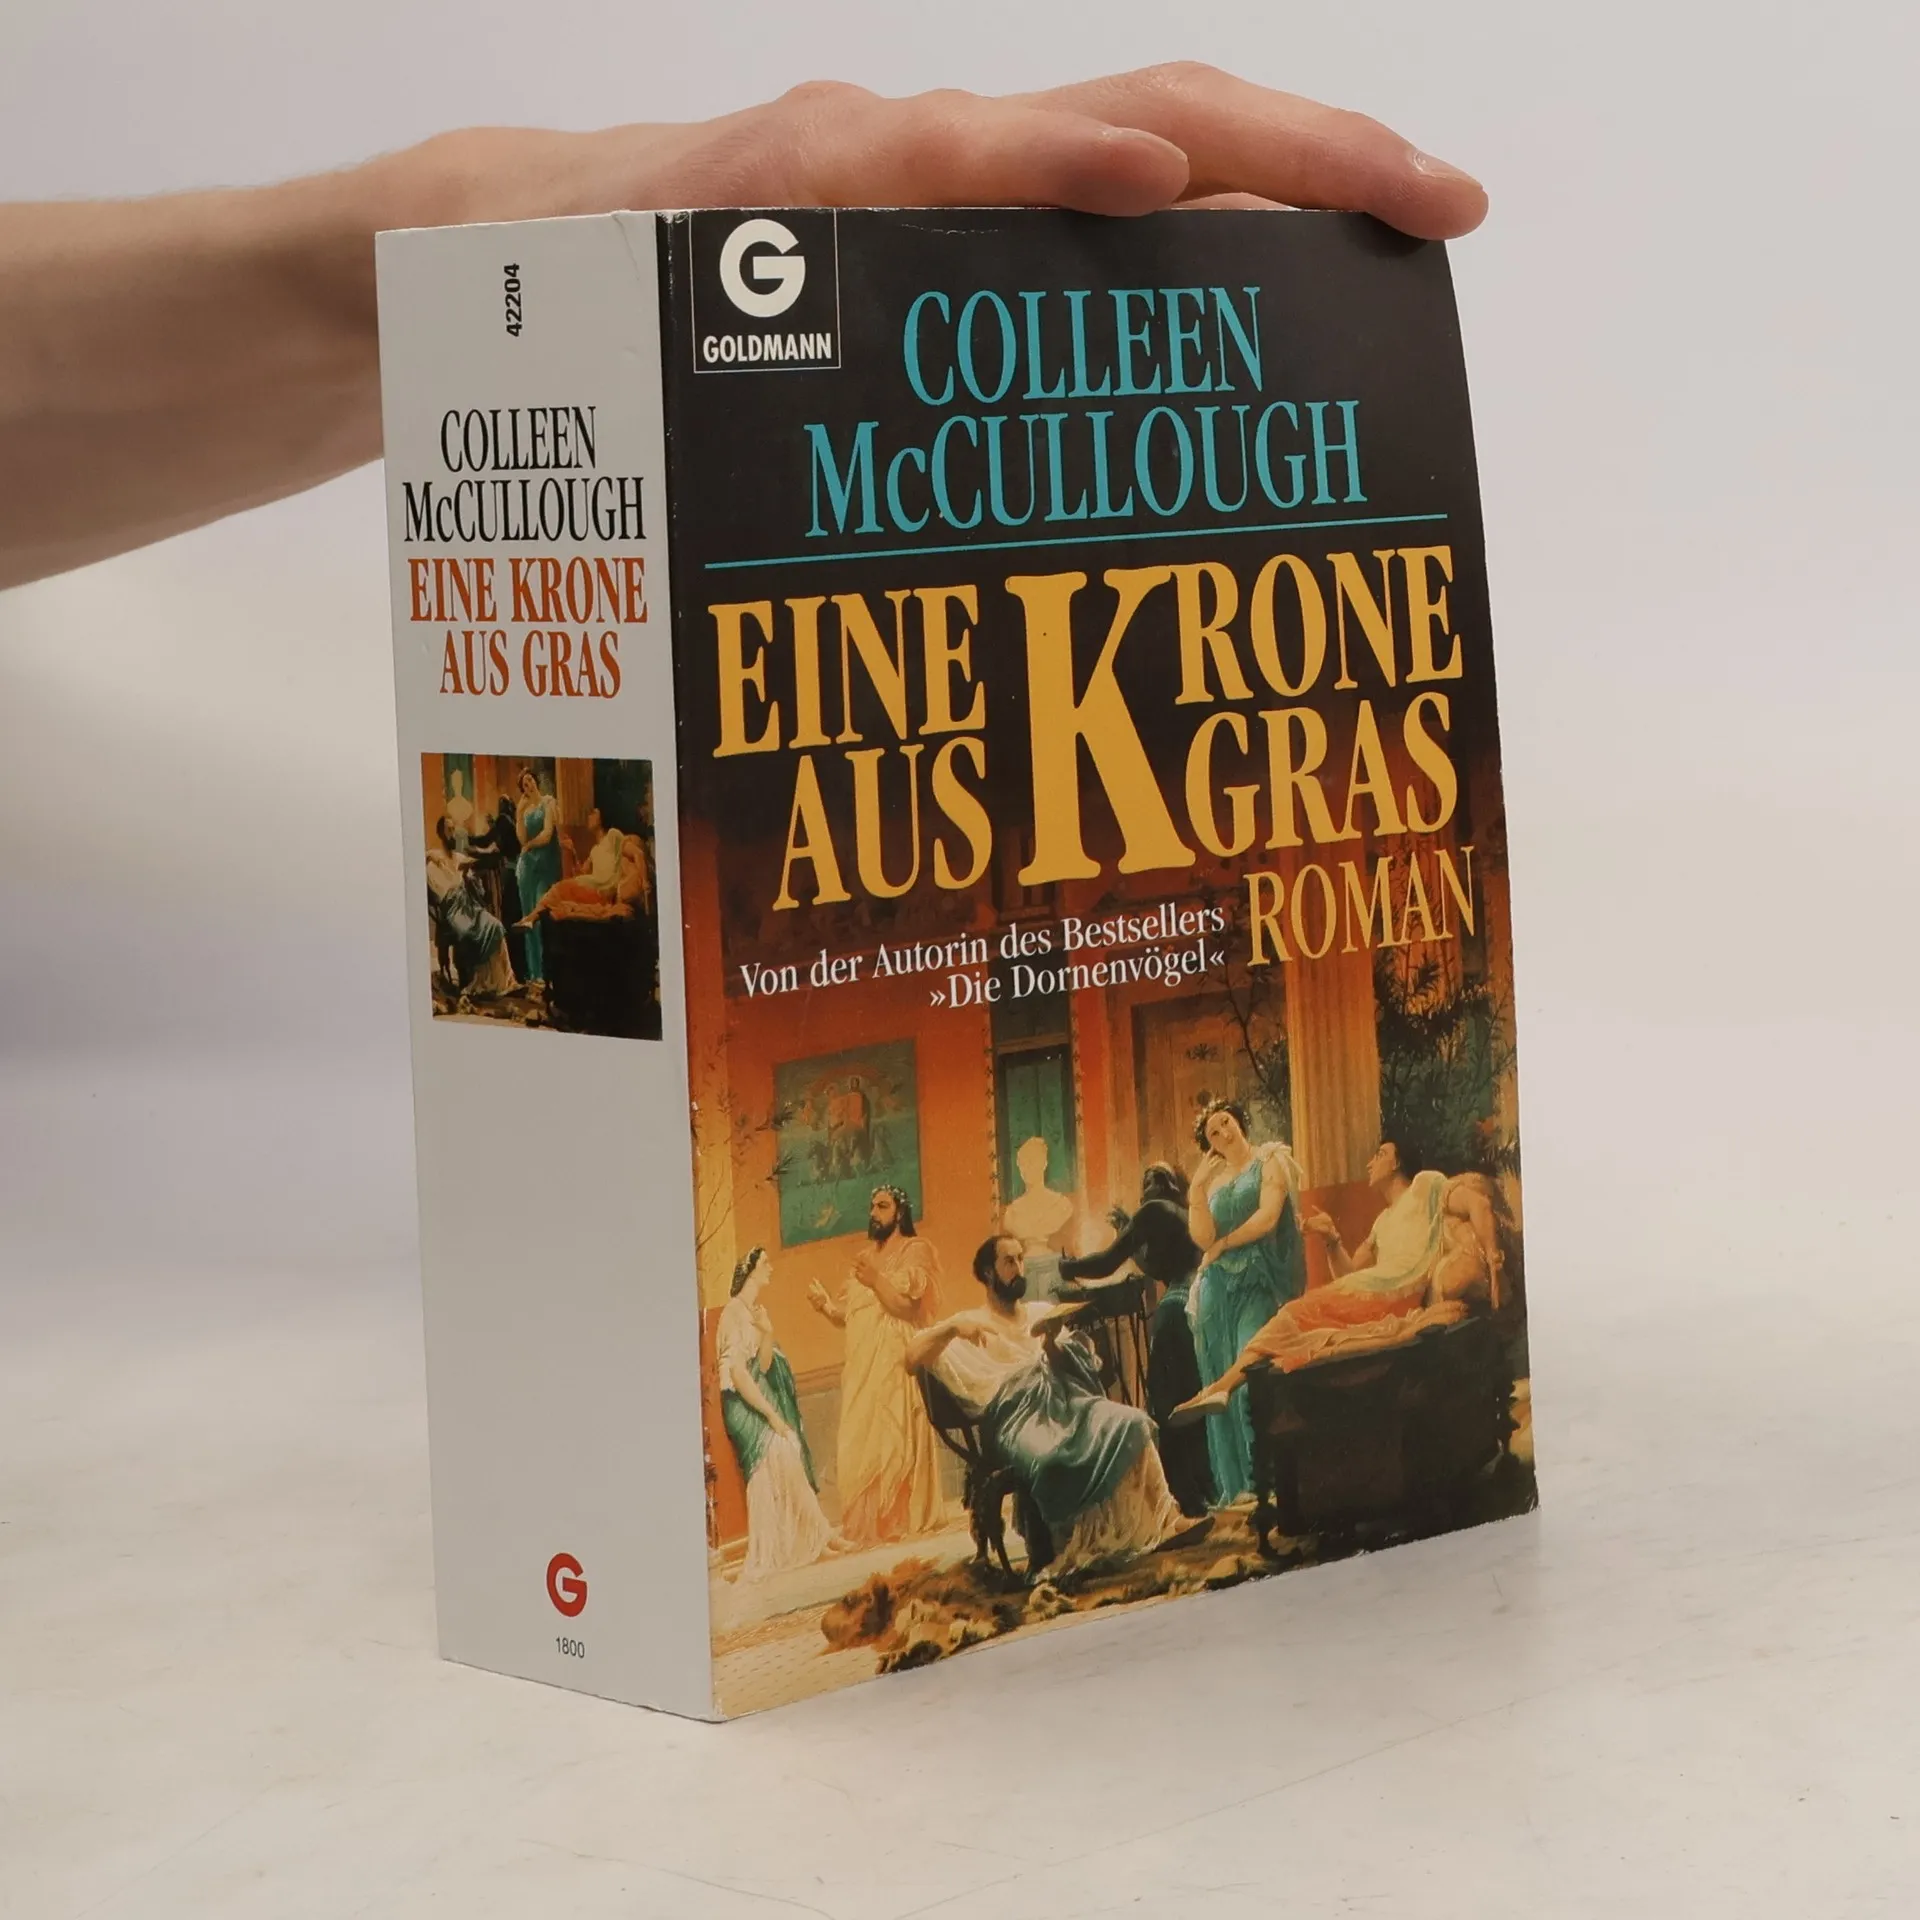 42204
COLLEEN
McCULLOUGH
EINE KRONE
AUS GRAS
G
1800
G
GOLDMANN
COLLEEN
McCULLOUGH
EINE KRONE
AUS GRAS
ROMAN
Von der Autorin des Bestsellers
»Die Dornenvögel«